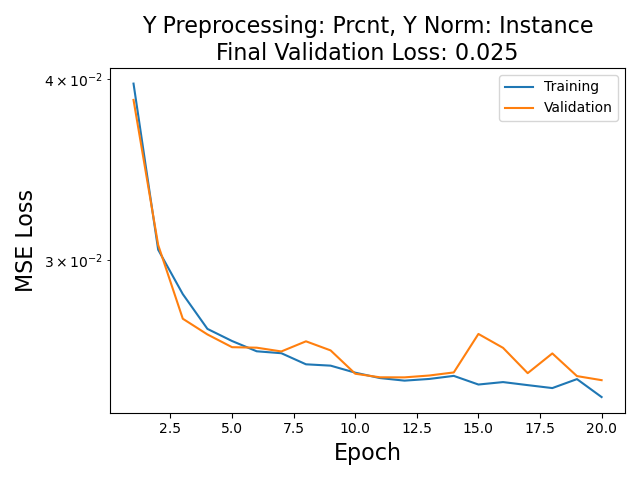 Y Preprocessing: Prcnt, Y Norm: Instance
Final Validation Loss: 0.025
Training
Validation
4 × 10⁻²
3 × 10⁻²
MSE Loss
2.5 5.0 7.5 10.0 12.5 15.0 17.5 20.0
Epoch